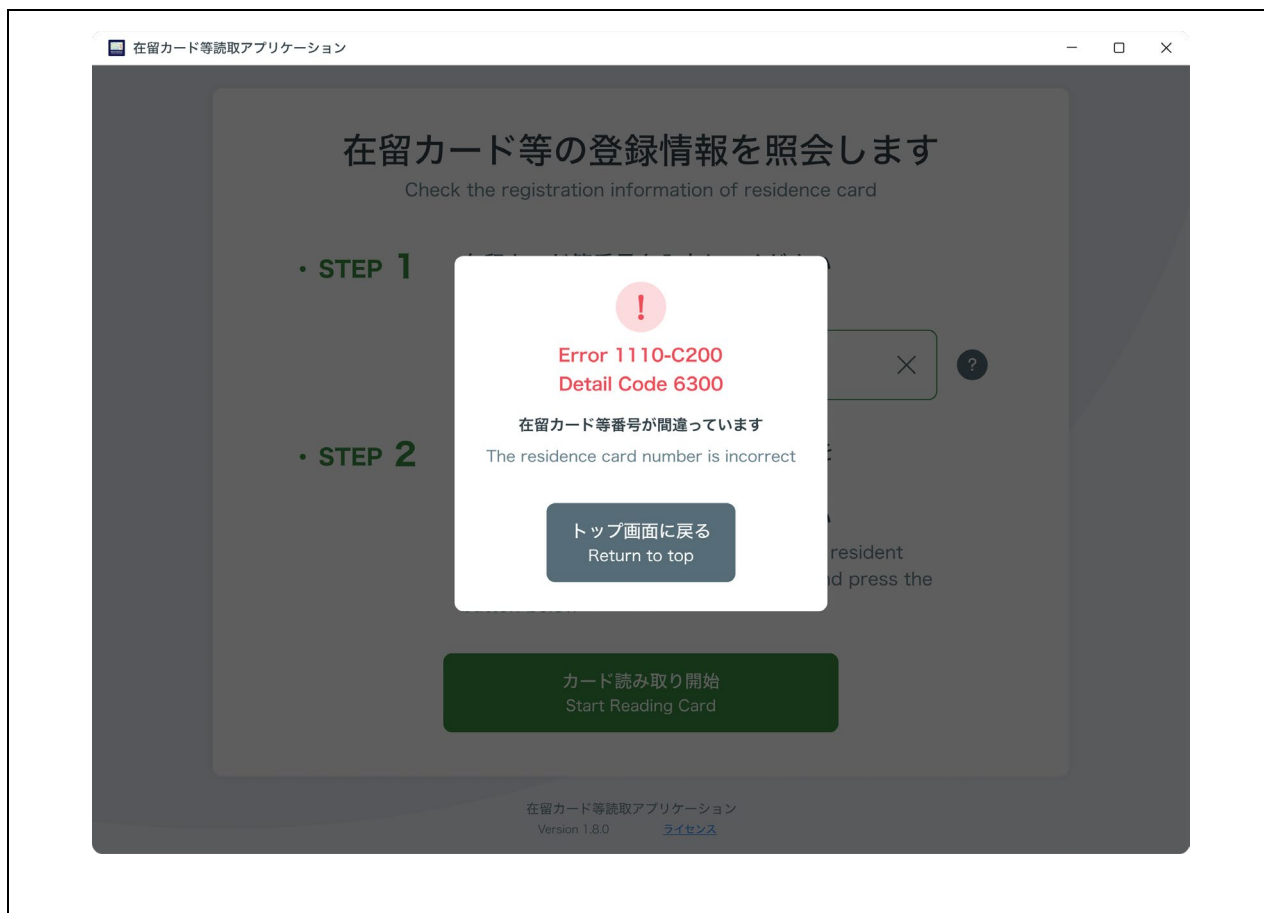 在留カード等読取アプリケーション
在留カード等の登録情報を照会します
Check the registration information of residence card
・STEP 1
Error 1110-C200
Detail Code 6300
?
在留カード等番号が間違っています
The residence card number is incorrect
・STEP 2
トップ画面に戻る
Return to top
resident
press the
カード読み取り開始
Start Reading Card
在留カード等読取アプリケーション
Version 1.8.0 ライセンス